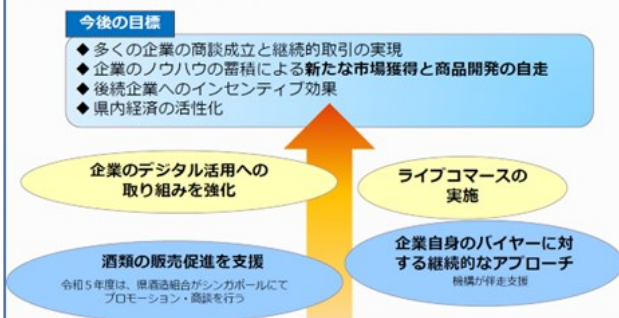 今後の目標
◆ 多くの企業の商談成立と継続的取引の実現
◆ 企業のノウハウの蓄積による新たな市場獲得と商品開発の自走
◆ 後続企業へのインセンティブ効果
◆ 県内経済の活性化
企業のデジタル活用への
取り組みを強化
ライブコマースの
実施
酒類の販売促進を支援
令和5年度は、県酒造組合がシンガポールにて
プロモーション・商談を行う
企業自身のバイヤーに対
する継続的なアプローチ
機構が伴走支援